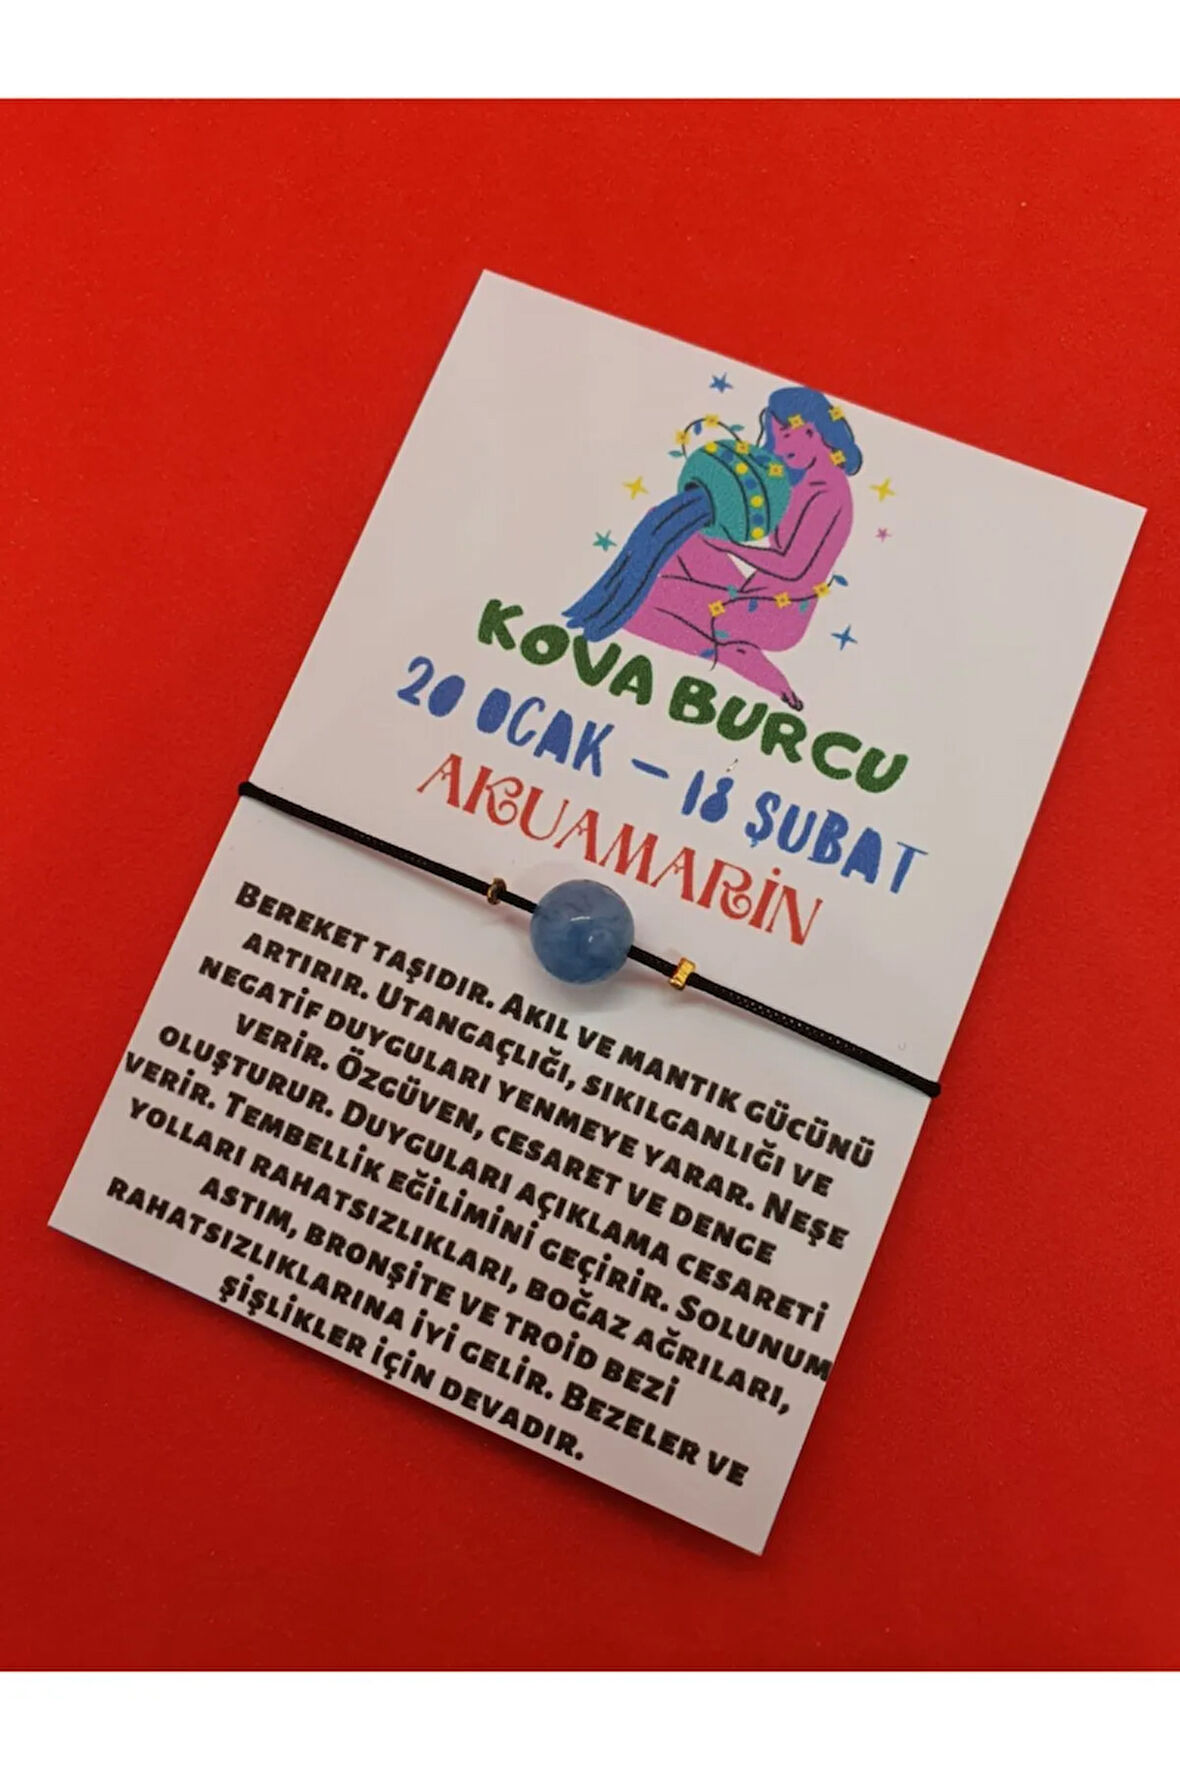 KOVA BURCU
20 OCAK – 18 ŞUBAT
AKUAMARİN
BEREKET TAŞIDIR. AKIL VE MANTIK GÜCÜNÜ
ARTIRIR. UTANGAÇLIĞI, SIKILGANLIĞI VE
NEGATİF DUYGULARI YENMEYE YARAR. NEŞE
VERİR. ÖZGÜVEN, CESARET VE DENGE
OLUŞTURUR. DUYGULARI AÇIKLAMA CESARETİ
VERİR. TEMBELLİK EĞİLİMİNİ GEÇİRİR. SOLUNUM
YOLLARI RAHATSIZLIKLARI, BOĞAZ AĞRILARI,
ASTIM, BRONŞİTE VE TROİD BEZİ
RAHATSIZLIKLARINA İYİ GELİR. BEZELER VE
ŞİŞLİKLER İÇİN DEVADIR.